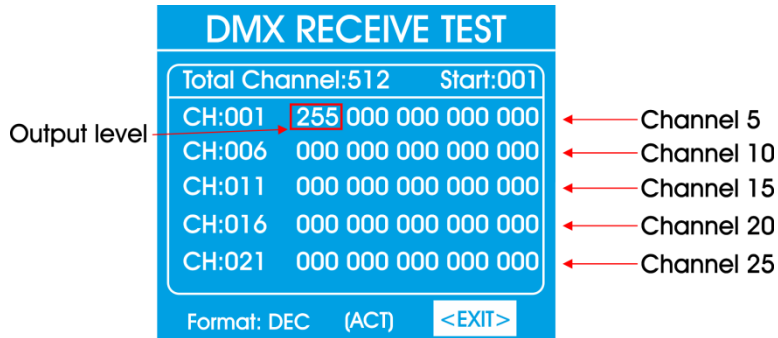 DMX RECEIVE TEST
Total Channel:512 Start:001
CH:001 255 000 000 000 000 Channel 5
Output level
CH:006 000 000 000 000 000 Channel 10
CH:011 000 000 000 000 000 Channel 15
CH:016 000 000 000 000 000 Channel 20
CH:021 000 000 000 000 000 Channel 25
Format: DEC (ACT) <EXIT>